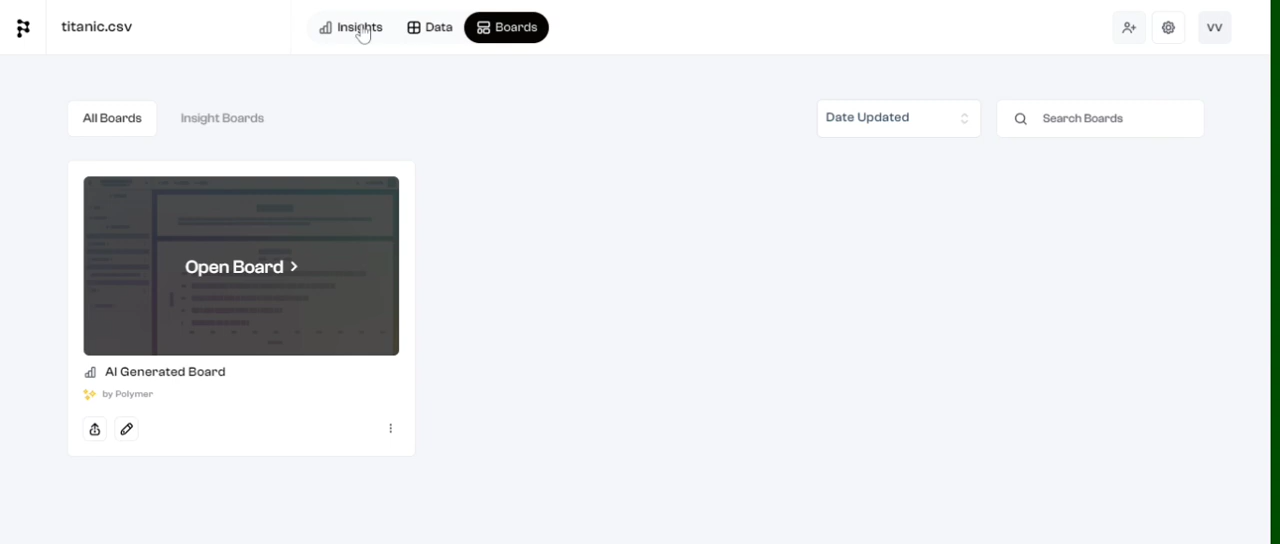 titanic.csv
Insights
Data
Boards
VV
All Boards
Insight Boards
Date Updated
Search Boards
Open Board >
AI Generated Board
by Polymer